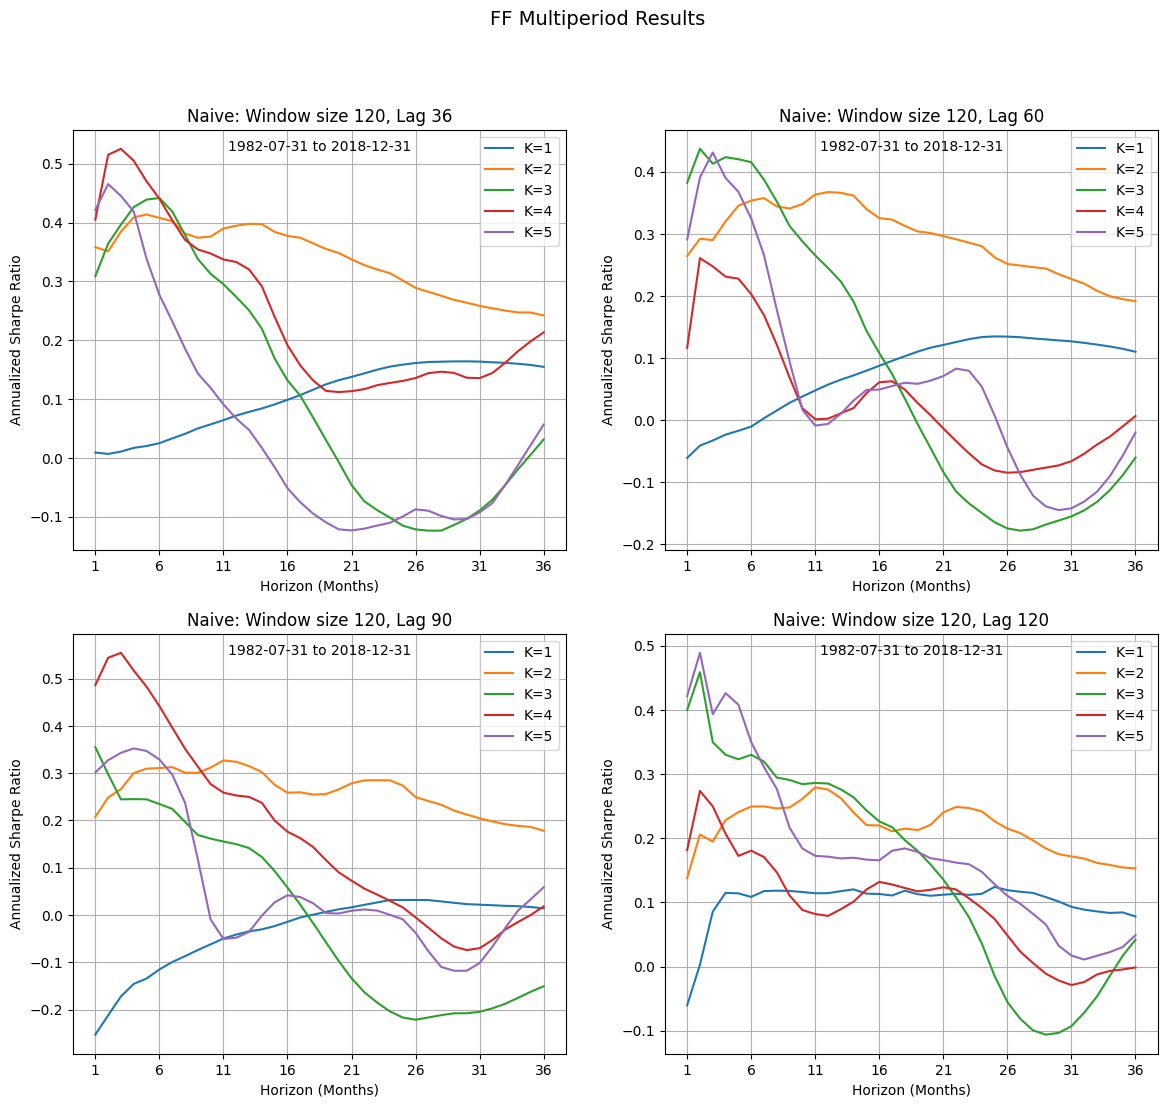 FF Multiperiod Results
Naive: Window size 120, Lag 36
1982-07-31 to 2018-12-31
K=1
K=2
K=3
K=4
K=5
Annualized Sharpe Ratio
0.5
0.4
0.3
0.2
0.1
0.0
−0.1
1 6 11 16 21 26 31 36
Horizon (Months)
Naive: Window size 120, Lag 60
1982-07-31 to 2018-12-31
K=1
K=2
K=3
K=4
K=5
Annualized Sharpe Ratio
0.4
0.3
0.2
0.1
0.0
−0.1
−0.2
1 6 11 16 21 26 31 36
Horizon (Months)
Naive: Window size 120, Lag 90
1982-07-31 to 2018-12-31
K=1
K=2
K=3
K=4
K=5
Annualized Sharpe Ratio
0.5
0.4
0.3
0.2
0.1
0.0
−0.1
−0.2
1 6 11 16 21 26 31 36
Horizon (Months)
Naive: Window size 120, Lag 120
1982-07-31 to 2018-12-31
K=1
K=2
K=3
K=4
K=5
Annualized Sharpe Ratio
0.5
0.4
0.3
0.2
0.1
0.0
−0.1
1 6 11 16 21 26 31 36
Horizon (Months)